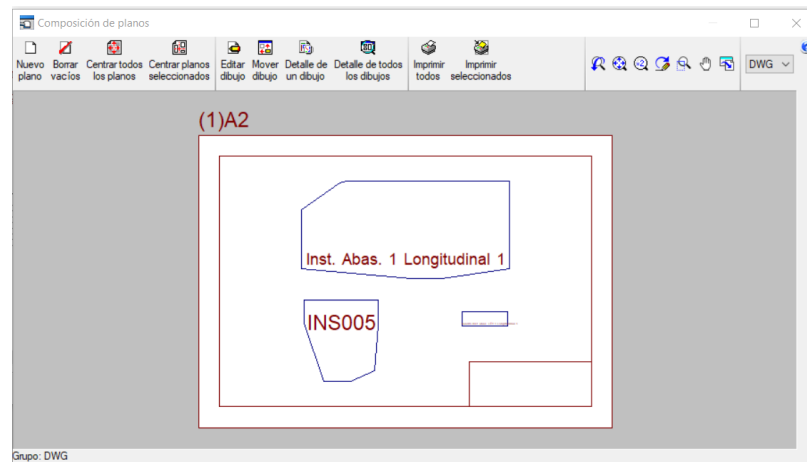 Composición de planos
Nuevo plano
Borrar vacíos
Centrar todos los planos
Centrar planos seleccionados
Editar dibujo
Mover dibujo
Detalle de un dibujo
Detalle de todos los dibujos
Imprimir todos
Imprimir seleccionados
DWG
(1)A2
Inst. Abas. 1 Longitudinal 1
INS005
Grupo: DWG